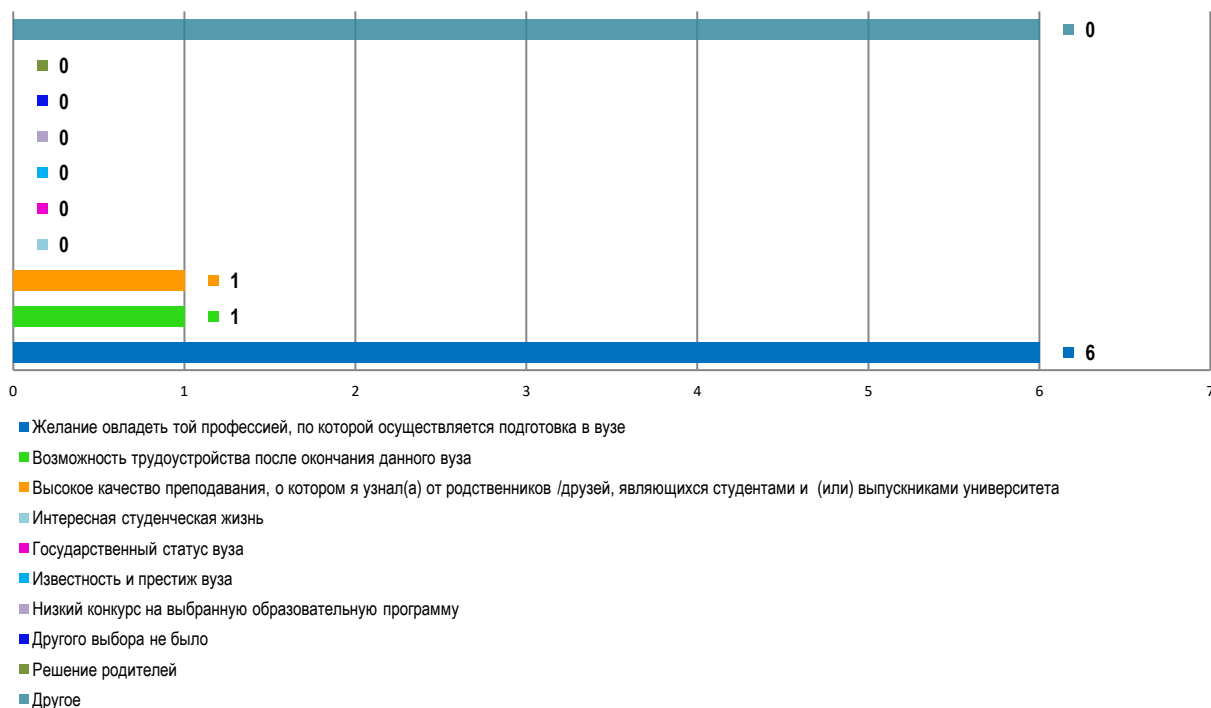 0
0
0
0
0
0
0
1
1
6
0 1 2 3 4 5 6 7
Желание овладеть той профессией, по которой осуществляется подготовка в вузе
Возможность трудоустройства после окончания данного вуза
Высокое качество преподавания, о котором я узнал(а) от родственников /друзей, являющихся студентами и (или) выпускниками университета
Интересная студенческая жизнь
Государственный статус вуза
Известность и престиж вуза
Низкий конкурс на выбранную образовательную программу
Другого выбора не было
Решение родителей
Другое